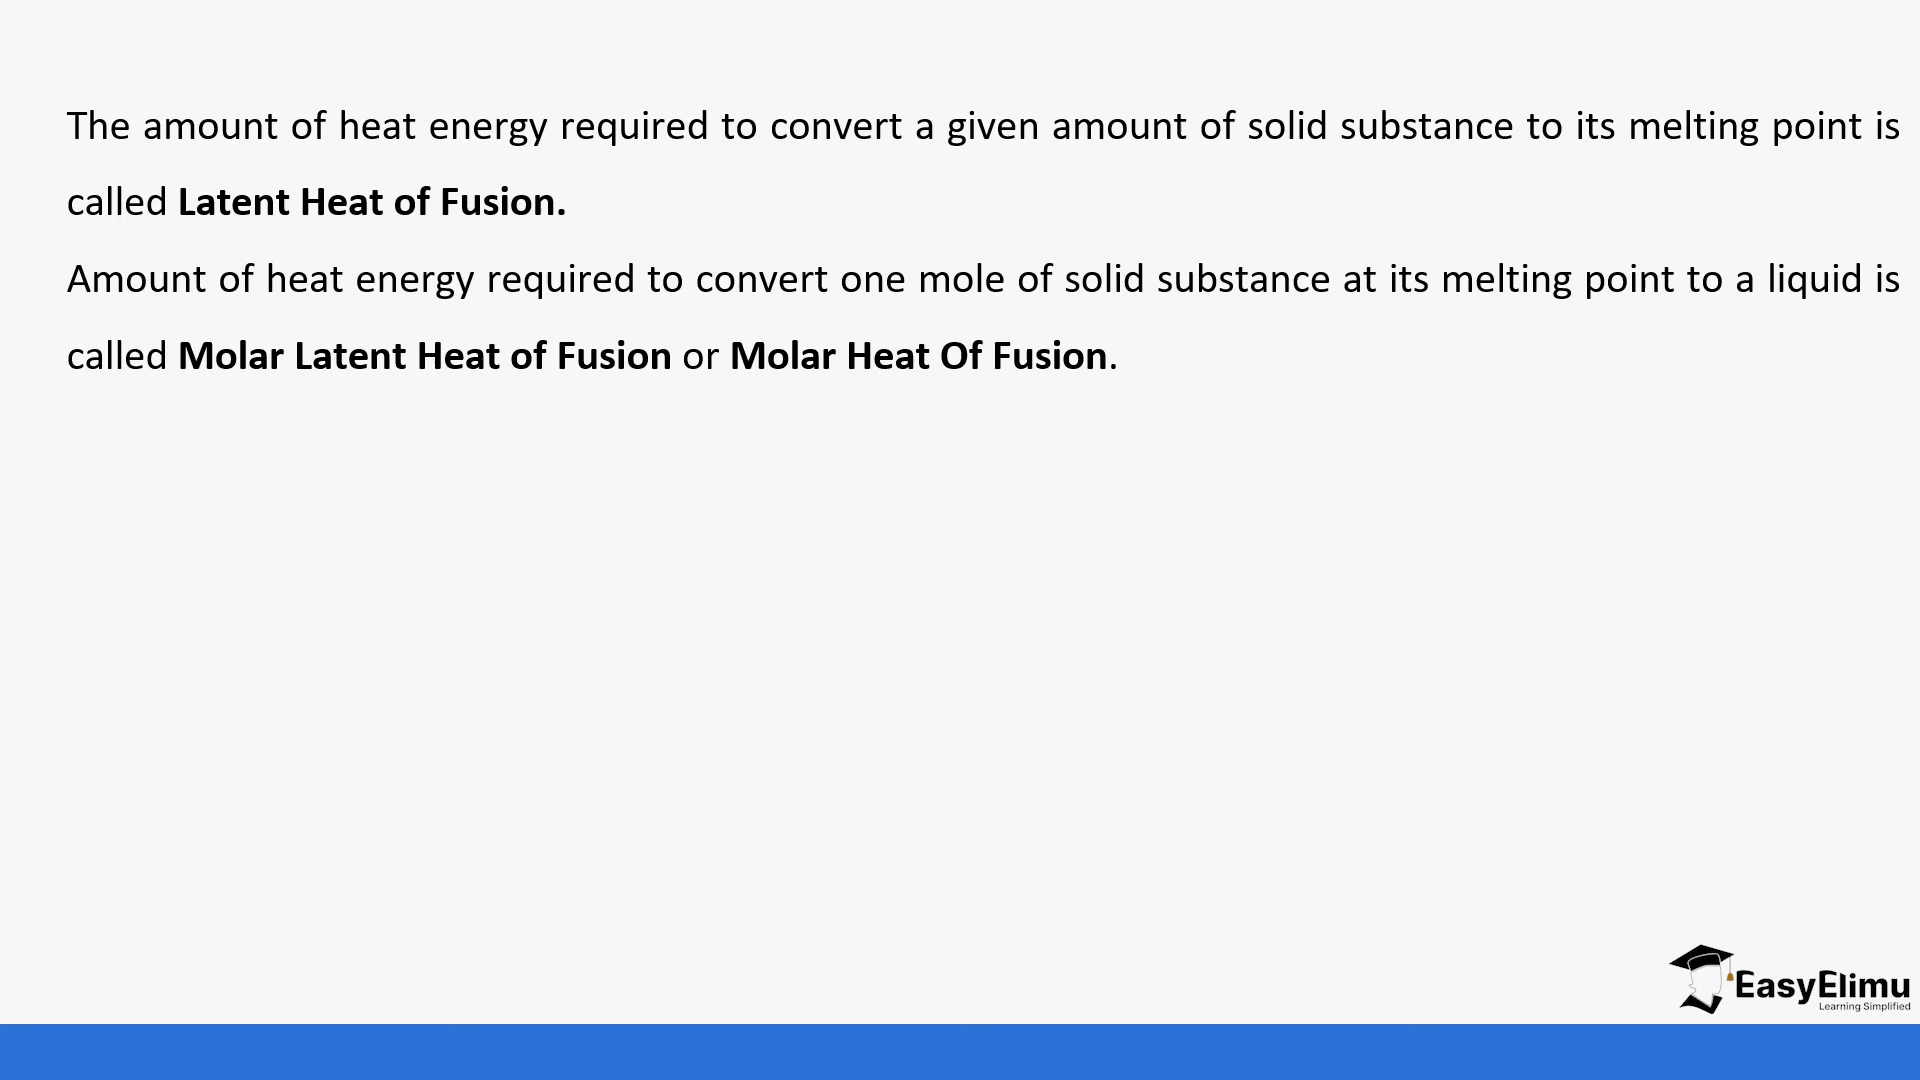 The amount of heat energy required to convert a given amount of solid substance to its melting point is
called Latent Heat of Fusion.
Amount of heat energy required to convert one mole of solid substance at its melting point to a liquid is
called Molar Latent Heat of Fusion or Molar Heat Of Fusion.
EasyElimu
Learning Simplified